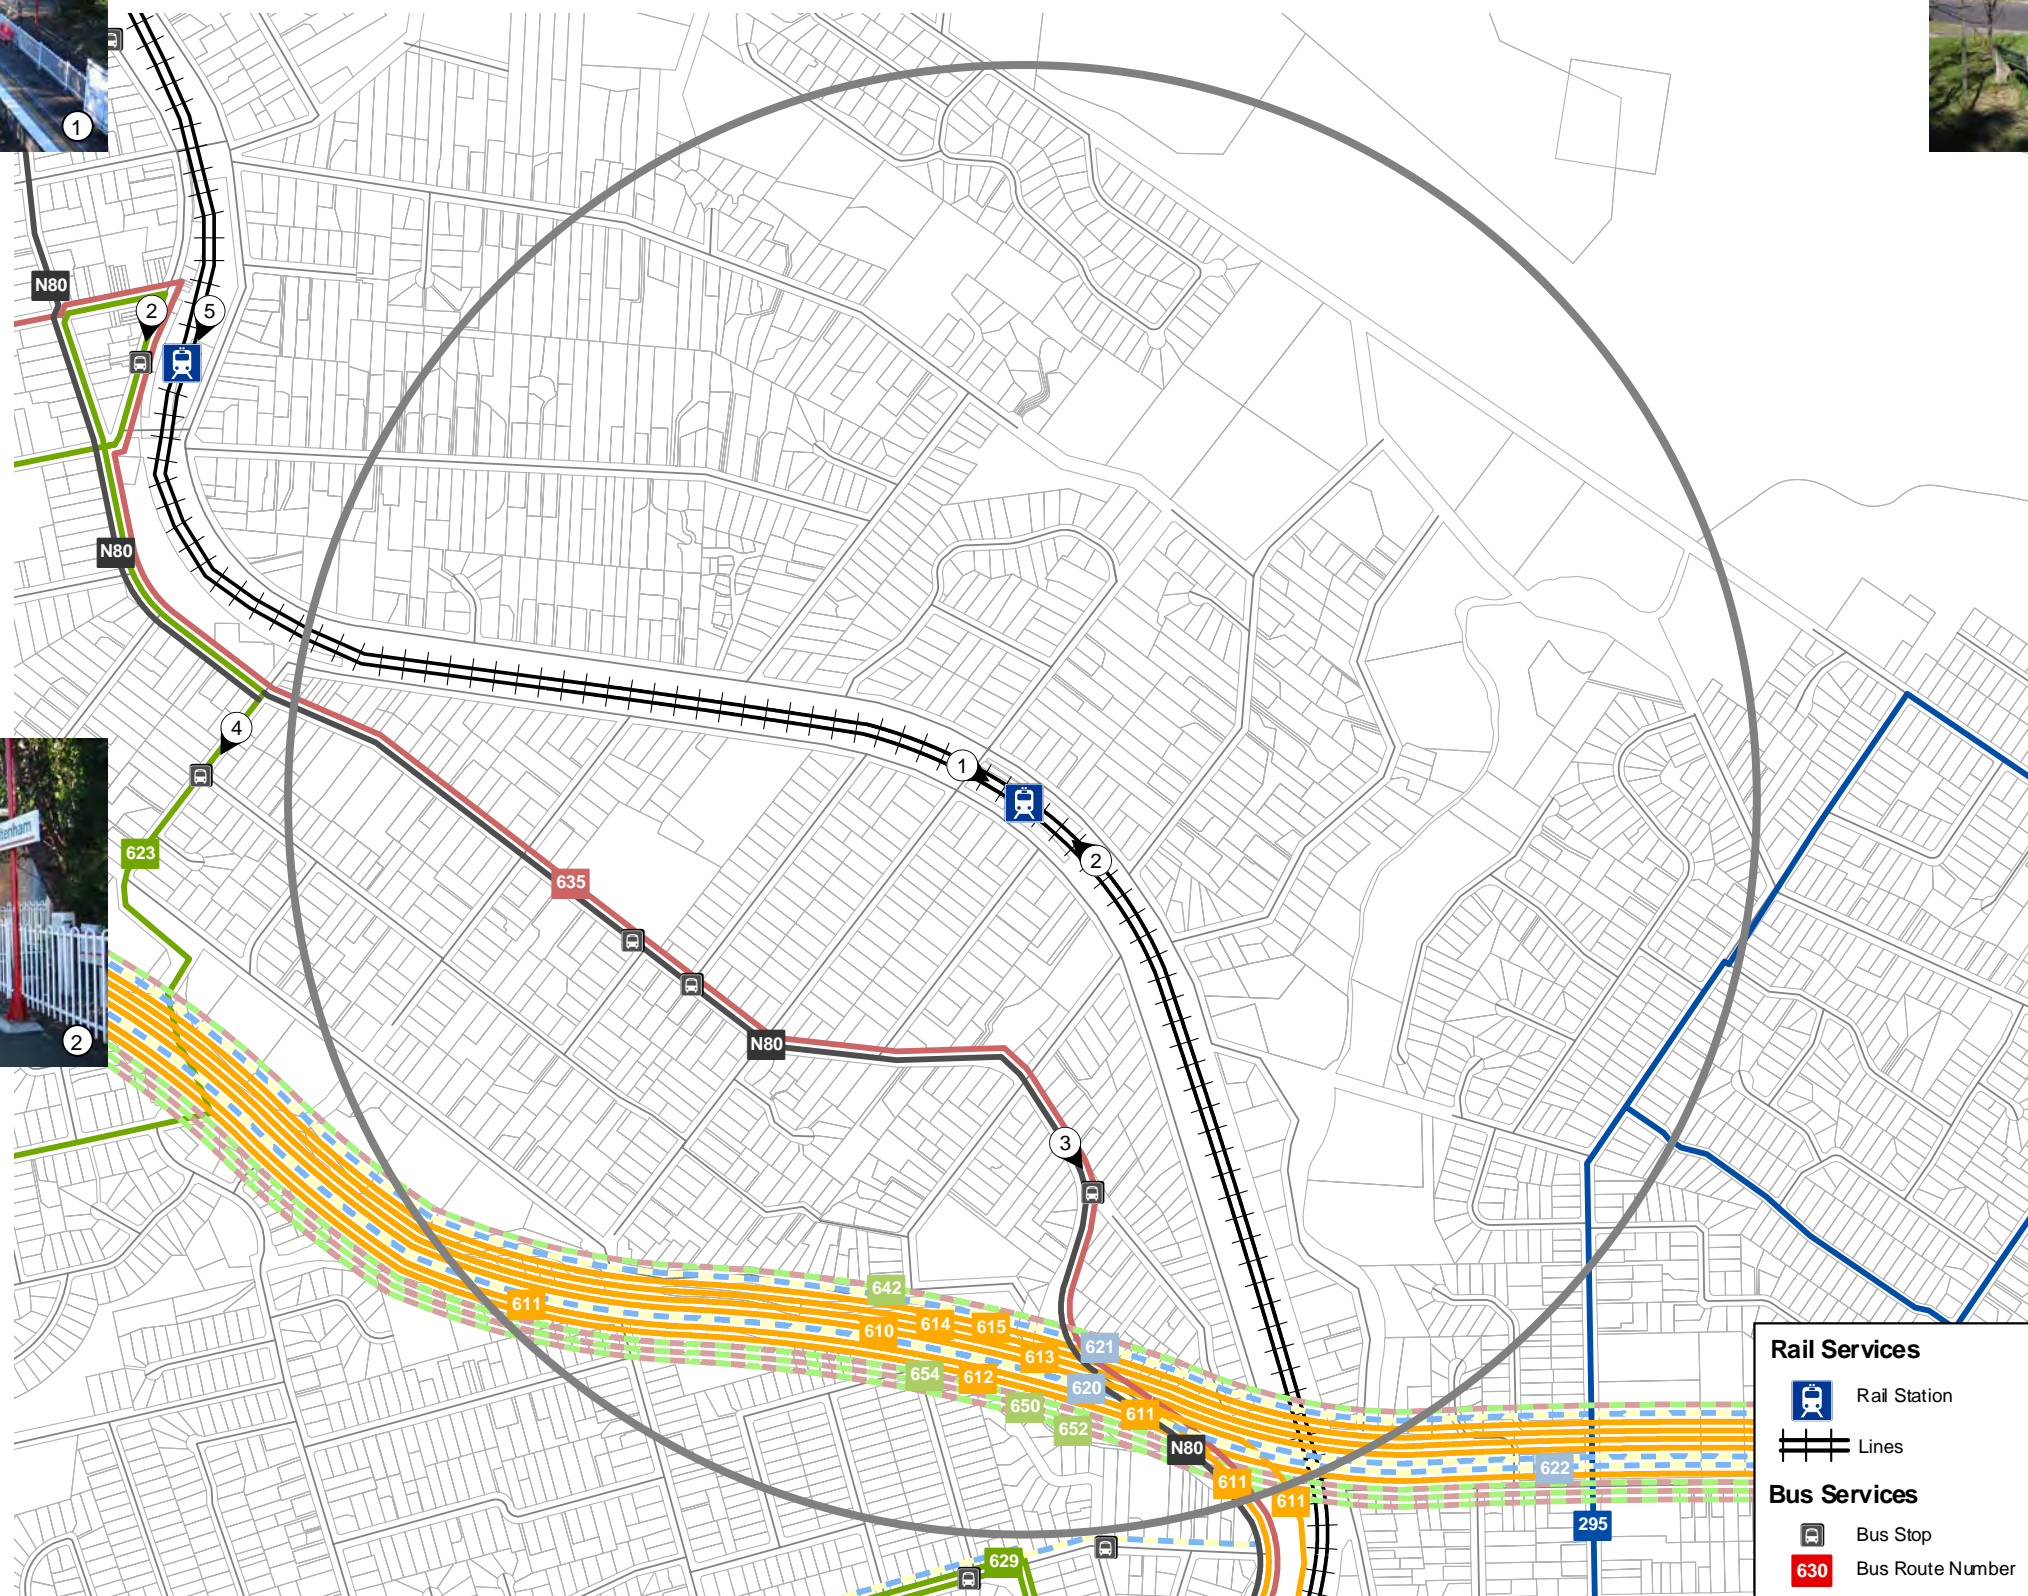 1
N80
2
5
N80
4
623
1
2
635
tenham
2
N80
3
642
611
614
615
610
613
621
654
612
620
650
611
652
N80
622
611
611
295
629
Rail Services
Rail Station
Lines
Bus Services
Bus Stop
630 Bus Route Number